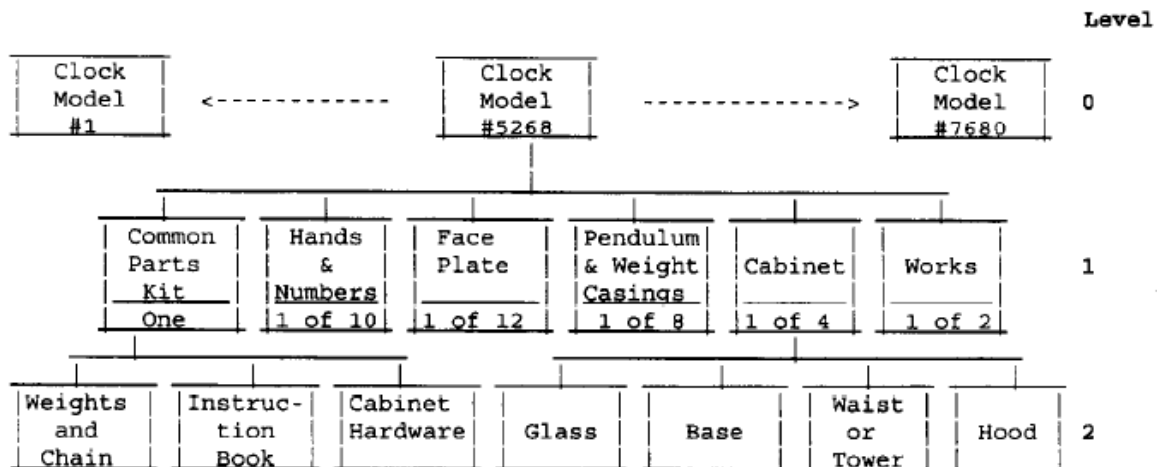 Level
Clock Clock Clock
Model <------------- Model -------------> Model 0
#1 #5268 #7680
Common Hands Face Pendulum
Parts & Plate & Weight Cabinet Works 1
Kit Numbers Casings
One 1 of 10 1 of 12 1 of 8 1 of 4 1 of 2
Weights Instruc- Cabinet Waist
and tion Hardware Glass Base or Hood 2
Chain Book Tower